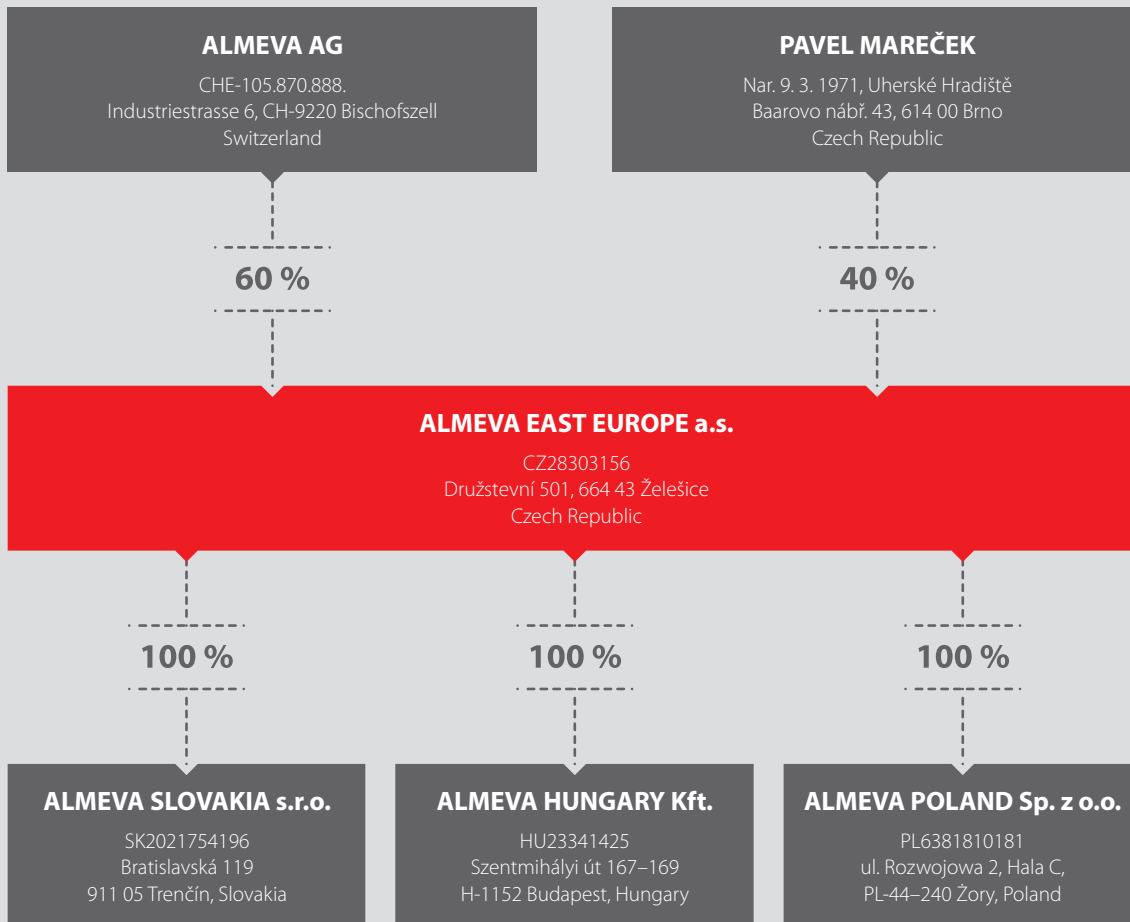 ALMEVA AG
CHE-105.870.888.
Industriestrasse 6, CH-9220 Bischofszell
Switzerland
PAVEL MAREČEK
Nar. 9. 3. 1971, Uherské Hradiště
Baarovo nábř. 43, 614 00 Brno
Czech Republic
60 %
40 %
ALMEVA EAST EUROPE a.s.
CZ28303156
Družstevní 501, 664 43 Želešice
Czech Republic
100 %
100 %
100 %
ALMEVA SLOVAKIA s.r.o.
SK2021754196
Bratislavská 119
911 05 Trenčín, Slovakia
ALMEVA HUNGARY Kft.
HU23341425
Szentmihályi út 167–169
H-1152 Budapest, Hungary
ALMEVA POLAND Sp. z o.o.
PL6381810181
ul. Rozwojowa 2, Hala C,
PL-44–240 Żory, Poland